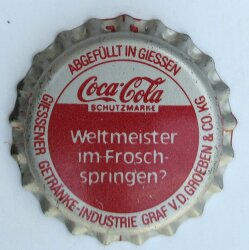 ABGEFÜLLT IN GIESSEN
Coca-Cola
SCHUTZMARKE
Weltmeister
im Frosch-
springen?
GIESSENER GETRÄNKE-INDUSTRIE GRAF V.D. GROEBEN & CO. KG